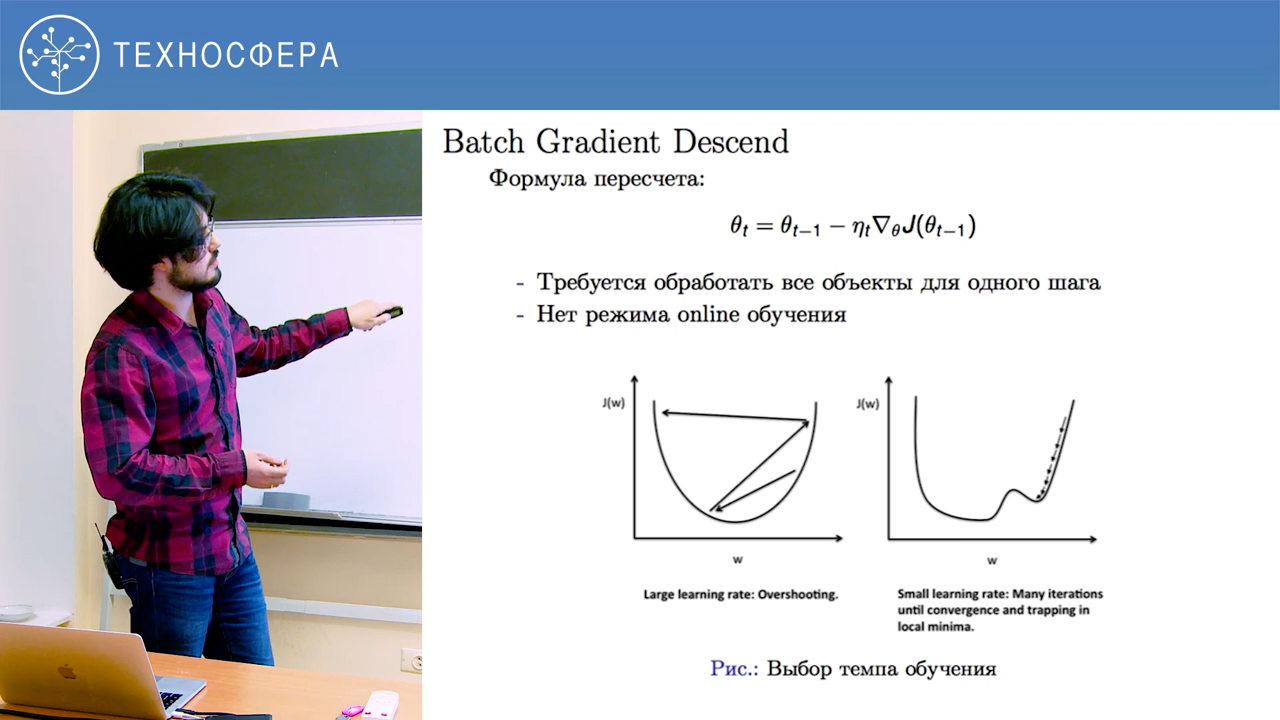 ТЕХНОСФЕРА
Batch Gradient Descend
Формула пересчета:
θ_t = θ_{t−1} − η_t∇_θJ(θ_{t−1})
- Требуется обработать все объекты для одного шага
- Нет режима online обучения
J(w)
w
Large learning rate: Overshooting.
J(w)
w
Small learning rate: Many iterations
until convergence and trapping in
local minima.
Рис.: Выбор темпа обучения